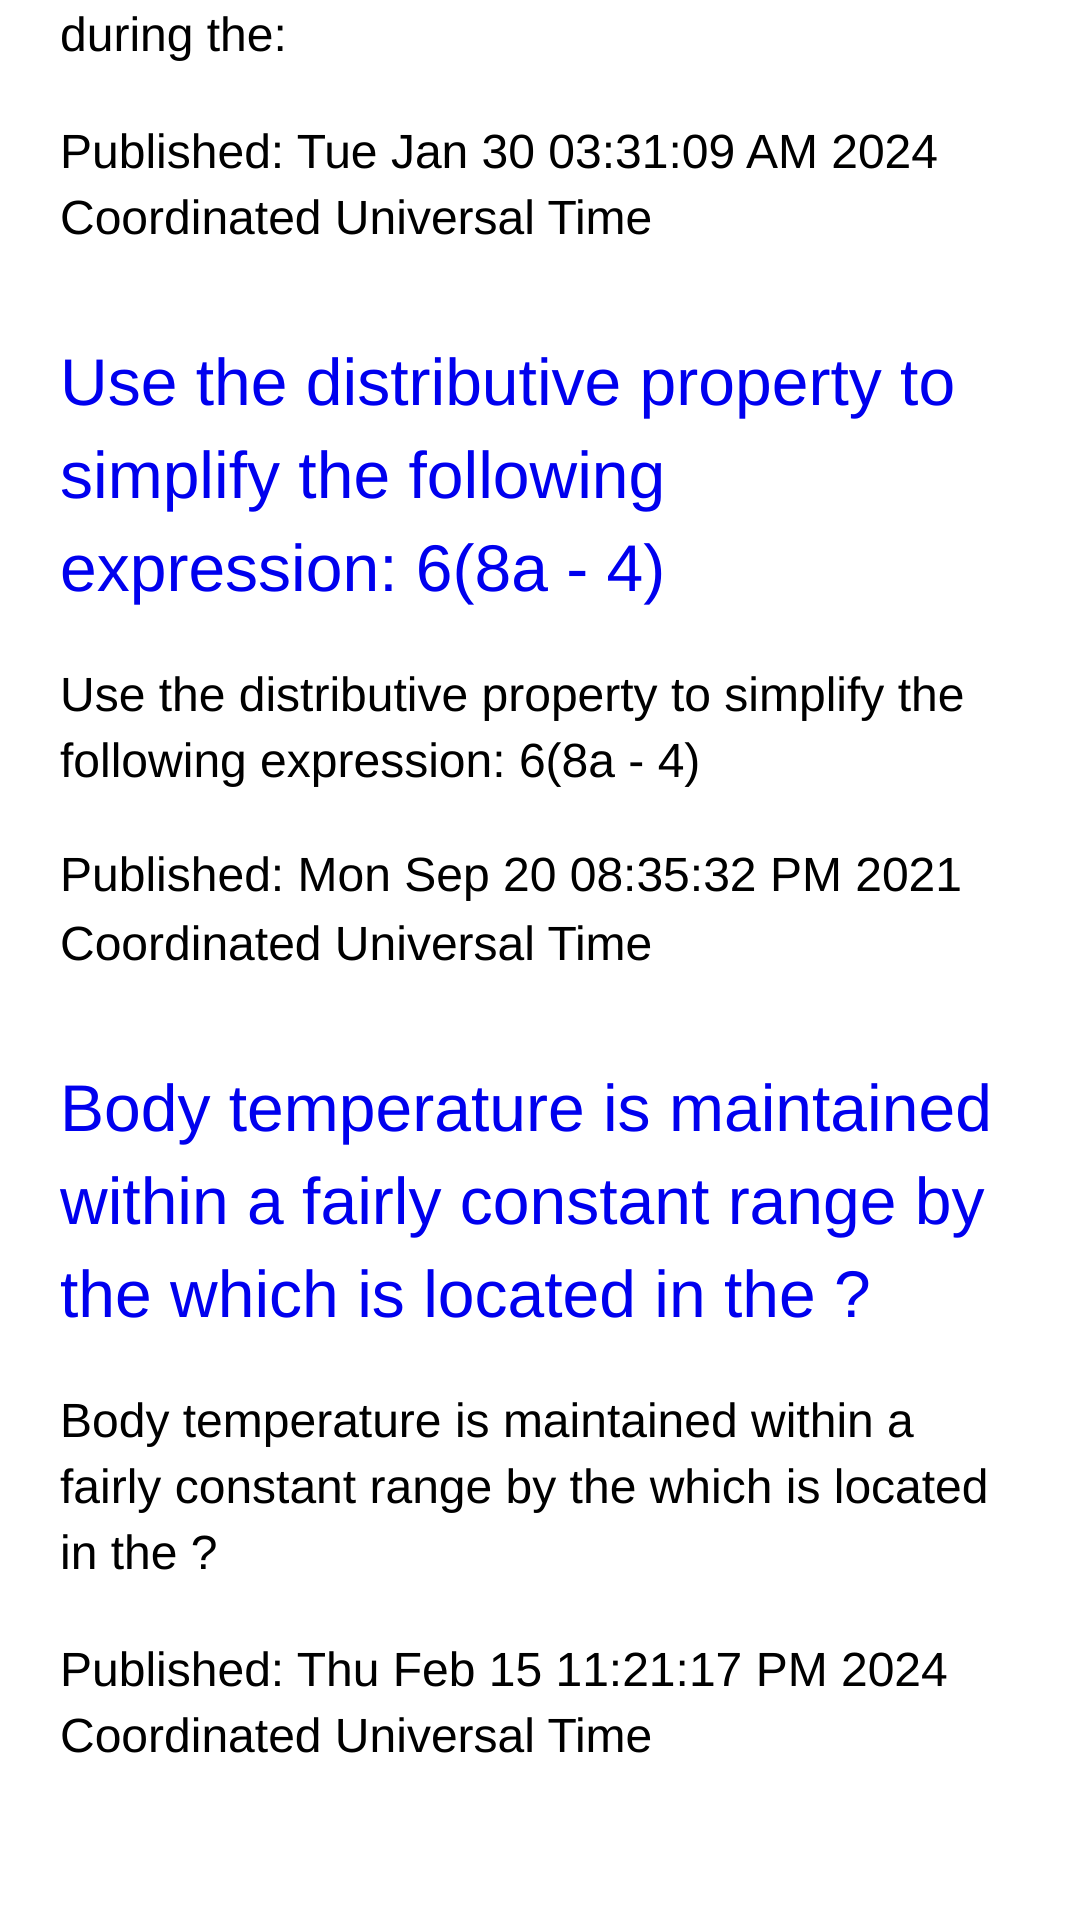 during the:
Published: Tue Jan 30 03:31:09 AM 2024
Coordinated Universal Time
Use the distributive property to
simplify the following
expression: 6(8a - 4)
Use the distributive property to simplify the
following expression: 6(8a - 4)
Published: Mon Sep 20 08:35:32 PM 2021
Coordinated Universal Time
Body temperature is maintained
within a fairly constant range by
the which is located in the ?
Body temperature is maintained within a
fairly constant range by the which is located
in the ?
Published: Thu Feb 15 11:21:17 PM 2024
Coordinated Universal Time